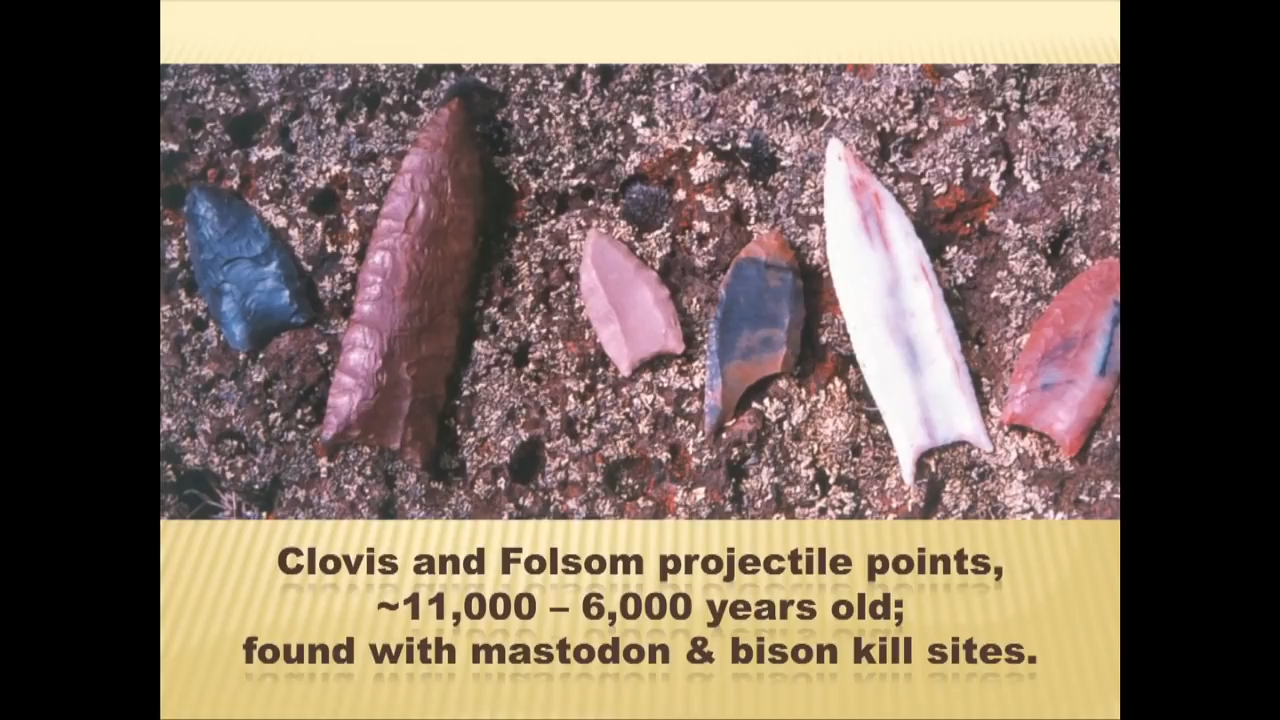 Clovis and Folsom projectile points,
~11,000 – 6,000 years old;
found with mastodon & bison kill sites.